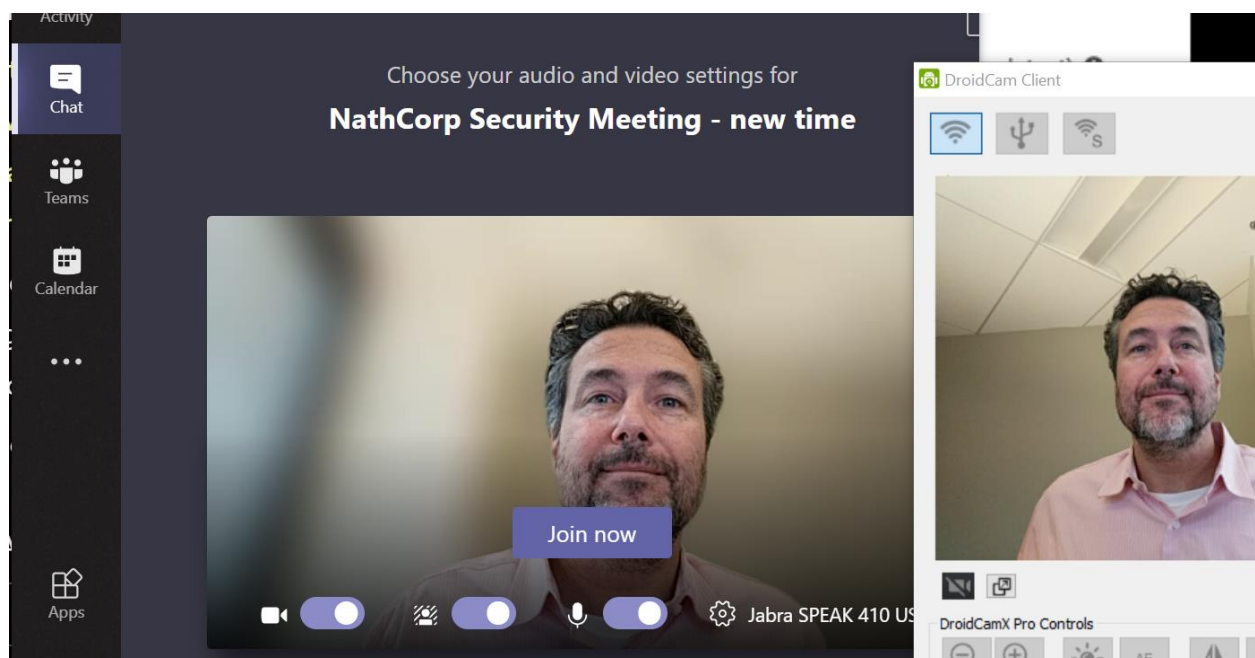 Activity
Chat
Teams
Calendar
Apps
Choose your audio and video settings for
NathCorp Security Meeting - new time
Join now
Jabra SPEAK 410 US
DroidCam Client
S
DroidCamX Pro Controls